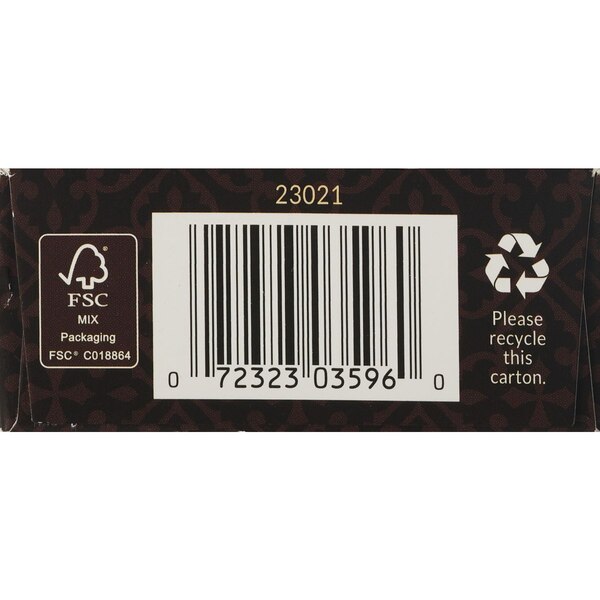 23021
FSC®
MIX
Packaging
FSC® C018864
0 72323 03596 0
Please
recycle
this
carton.